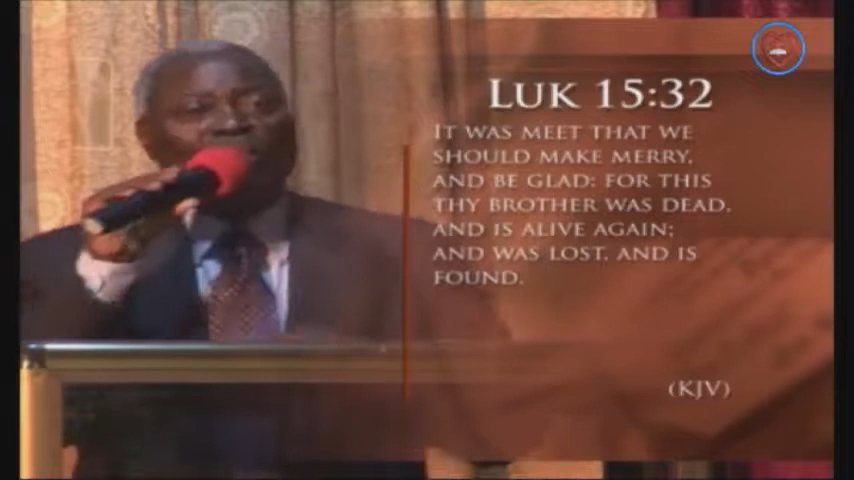 LUK 15:32
IT WAS MEET THAT WE
SHOULD MAKE MERRY,
AND BE GLAD: FOR THIS
THY BROTHER WAS DEAD,
AND IS ALIVE AGAIN;
AND WAS LOST, AND IS
FOUND.
(KJV)